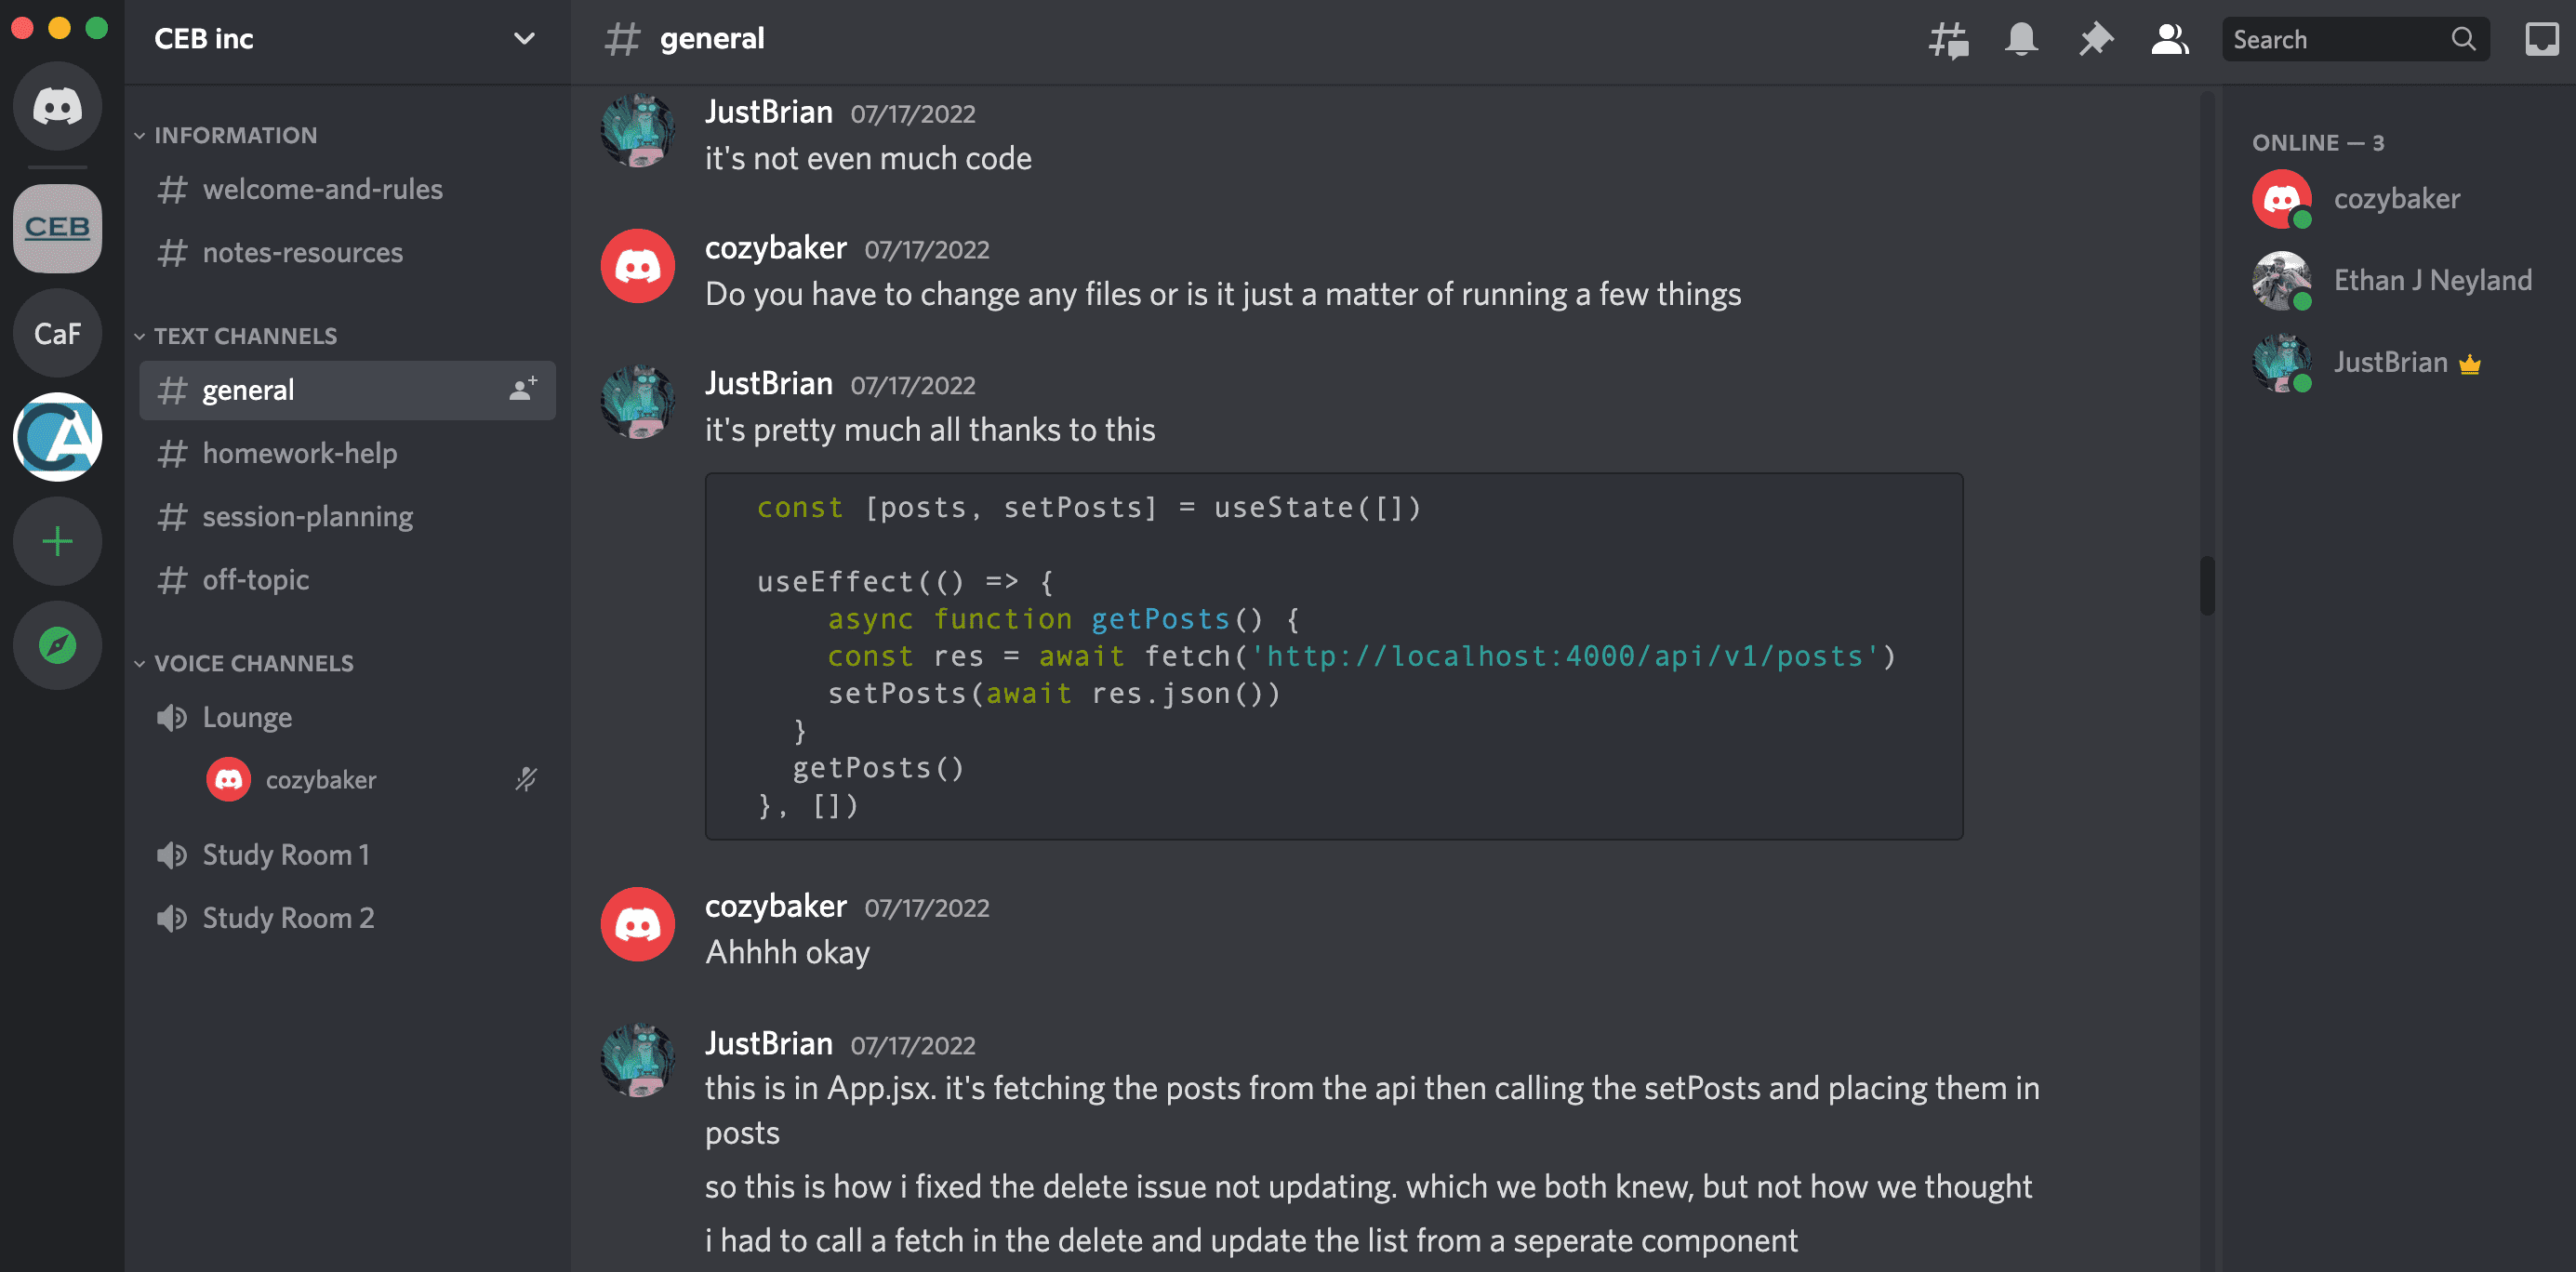 CEB inc
CEB
CaF
CA
INFORMATION
welcome-and-rules
notes-resources
TEXT CHANNELS
general
homework-help
session-planning
off-topic
VOICE CHANNELS
Lounge
cozybaker
Study Room 1
Study Room 2
general
Search
JustBrian 07/17/2022
it's not even much code
cozybaker 07/17/2022
Do you have to change any files or is it just a matter of running a few things
JustBrian 07/17/2022
it's pretty much all thanks to this
const [posts, setPosts] = useState([])
useEffect(() => {
async function getPosts() {
const res = await fetch('http://localhost:4000/api/v1/posts')
setPosts(await res.json())
}
getPosts()
}, [])
cozybaker 07/17/2022
Ahhhh okay
JustBrian 07/17/2022
this is in App.jsx. it's fetching the posts from the api then calling the setPosts and placing them in
posts
so this is how i fixed the delete issue not updating. which we both knew, but not how we thought
i had to call a fetch in the delete and update the list from a seperate component
ONLINE — 3
cozybaker
Ethan J Neyland
JustBrian